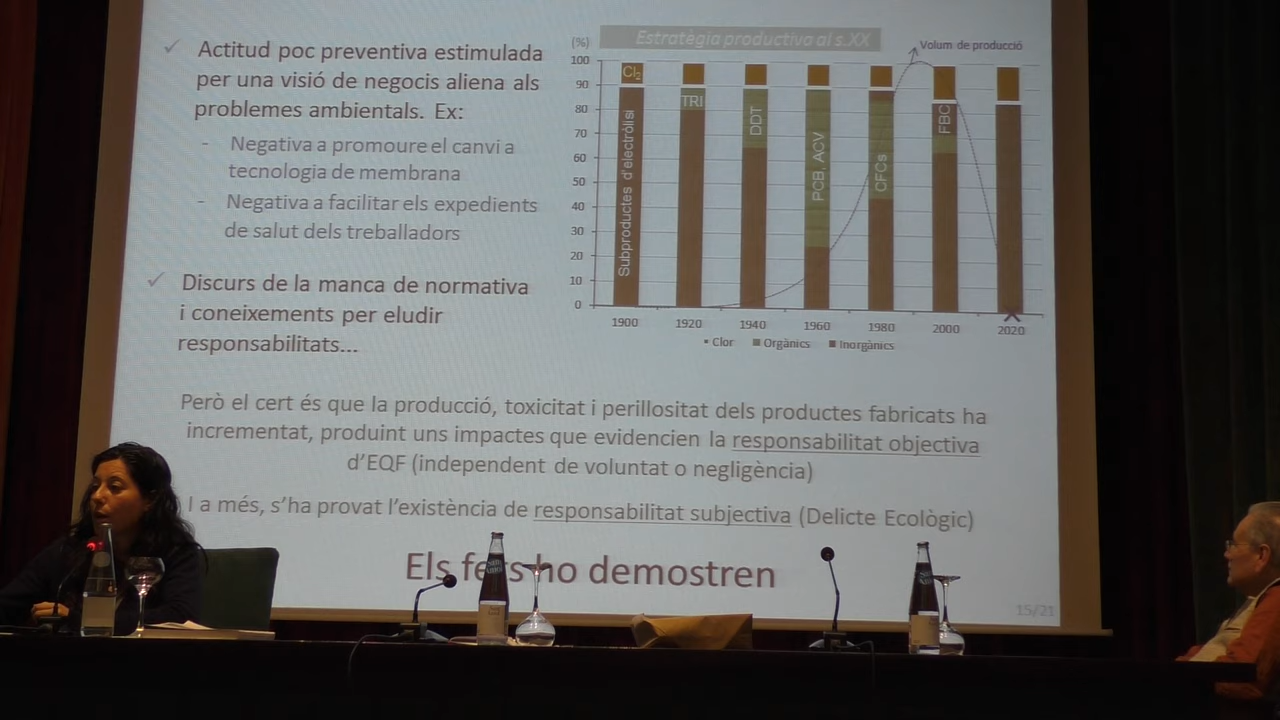 ✓ Actitud poc preventiva estimulada
per una visió de negocis aliena als
problemes ambientals. Ex:
- Negativa a promoure el canvi a
tecnologia de membrana
- Negativa a facilitar els expedients
de salut dels treballadors
✓ Discurs de la manca de normativa
i coneixements per eludir
responsabilitats...
Estratègia productiva al s.XX
(%)
Volum de producció
100
90
80
70
60
50
40
30
20
10
0
Cl₂
Subproductes d'electròlisi
TRI
DDT
PCB, ACV
CFCs
FBC
1900 1920 1940 1960 1980 2000 2020
Clor Orgànics Inorgànics
Però el cert és que la producció, toxicitat i perillositat dels productes fabricats ha
incrementat, produint uns impactes que evidencien la responsabilitat objectiva
d'EQF (independent de voluntat o negligència)
I a més, s'ha provat l'existència de responsabilitat subjectiva (Delicte Ecològic)
Els fets ho demostren
15/21